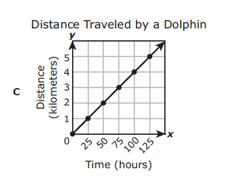 Distance Traveled by a Dolphin
y
C
Distance
(kilometers)
5
4
3
2
1
0
25 50 75 100 125
x
Time (hours)